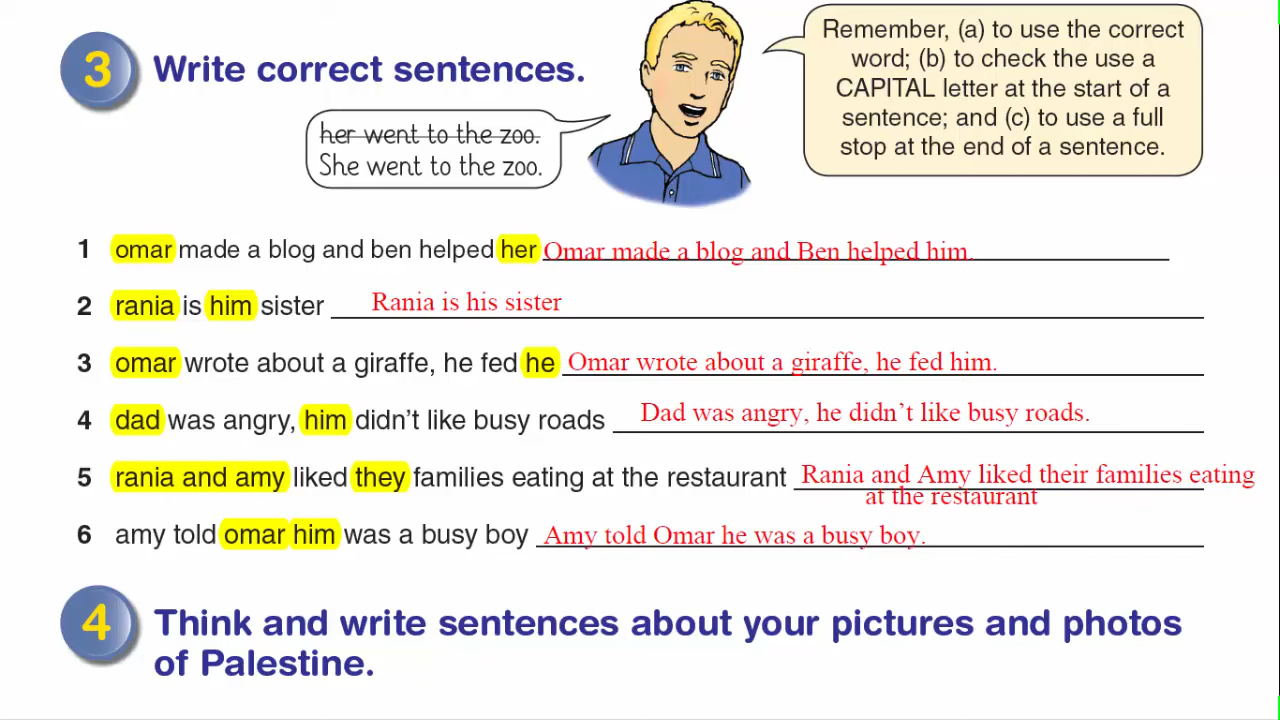 3 Write correct sentences.
her went to the zoo.
She went to the zoo.
Remember, (a) to use the correct
word; (b) to check the use a
CAPITAL letter at the start of a
sentence; and (c) to use a full
stop at the end of a sentence.
1 omar made a blog and ben helped her Omar made a blog and Ben helped him.
2 rania is him sister Rania is his sister
3 omar wrote about a giraffe, he fed he Omar wrote about a giraffe, he fed him.
4 dad was angry, him didn't like busy roads Dad was angry, he didn't like busy roads.
5 rania and amy liked they families eating at the restaurant Rania and Amy liked their families eating
at the restaurant
6 amy told omar him was a busy boy Amy told Omar he was a busy boy.
4 Think and write sentences about your pictures and photos
of Palestine.